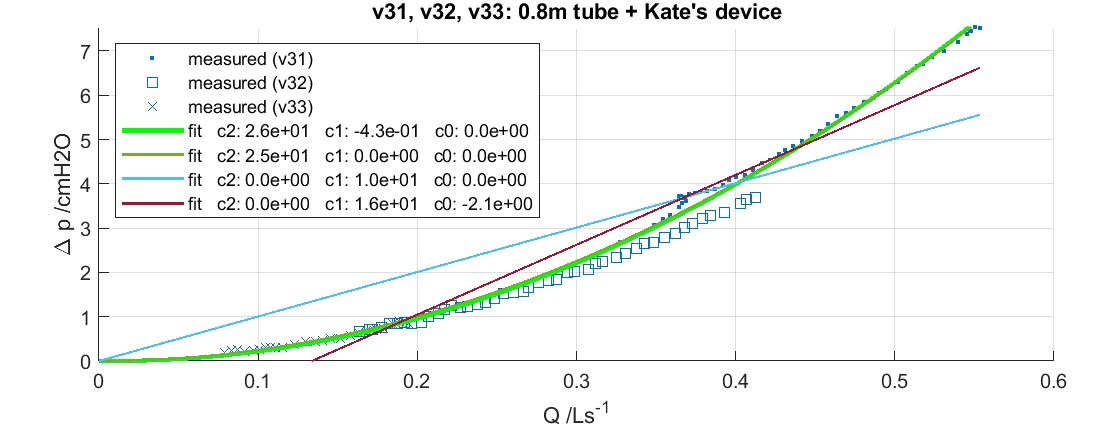 v31, v32, v33: 0.8m tube + Kate's device
measured (v31)
measured (v32)
measured (v33)
fit c2: 2.6e+01 c1: -4.3e-01 c0: 0.0e+00
fit c2: 2.5e+01 c1: 0.0e+00 c0: 0.0e+00
fit c2: 0.0e+00 c1: 1.0e+01 c0: 0.0e+00
fit c2: 0.0e+00 c1: 1.6e+01 c0: -2.1e+00
Δ p /cmH2O
7
6
5
4
3
2
1
0
0 0.1 0.2 0.3 0.4 0.5 0.6
Q /Ls⁻¹